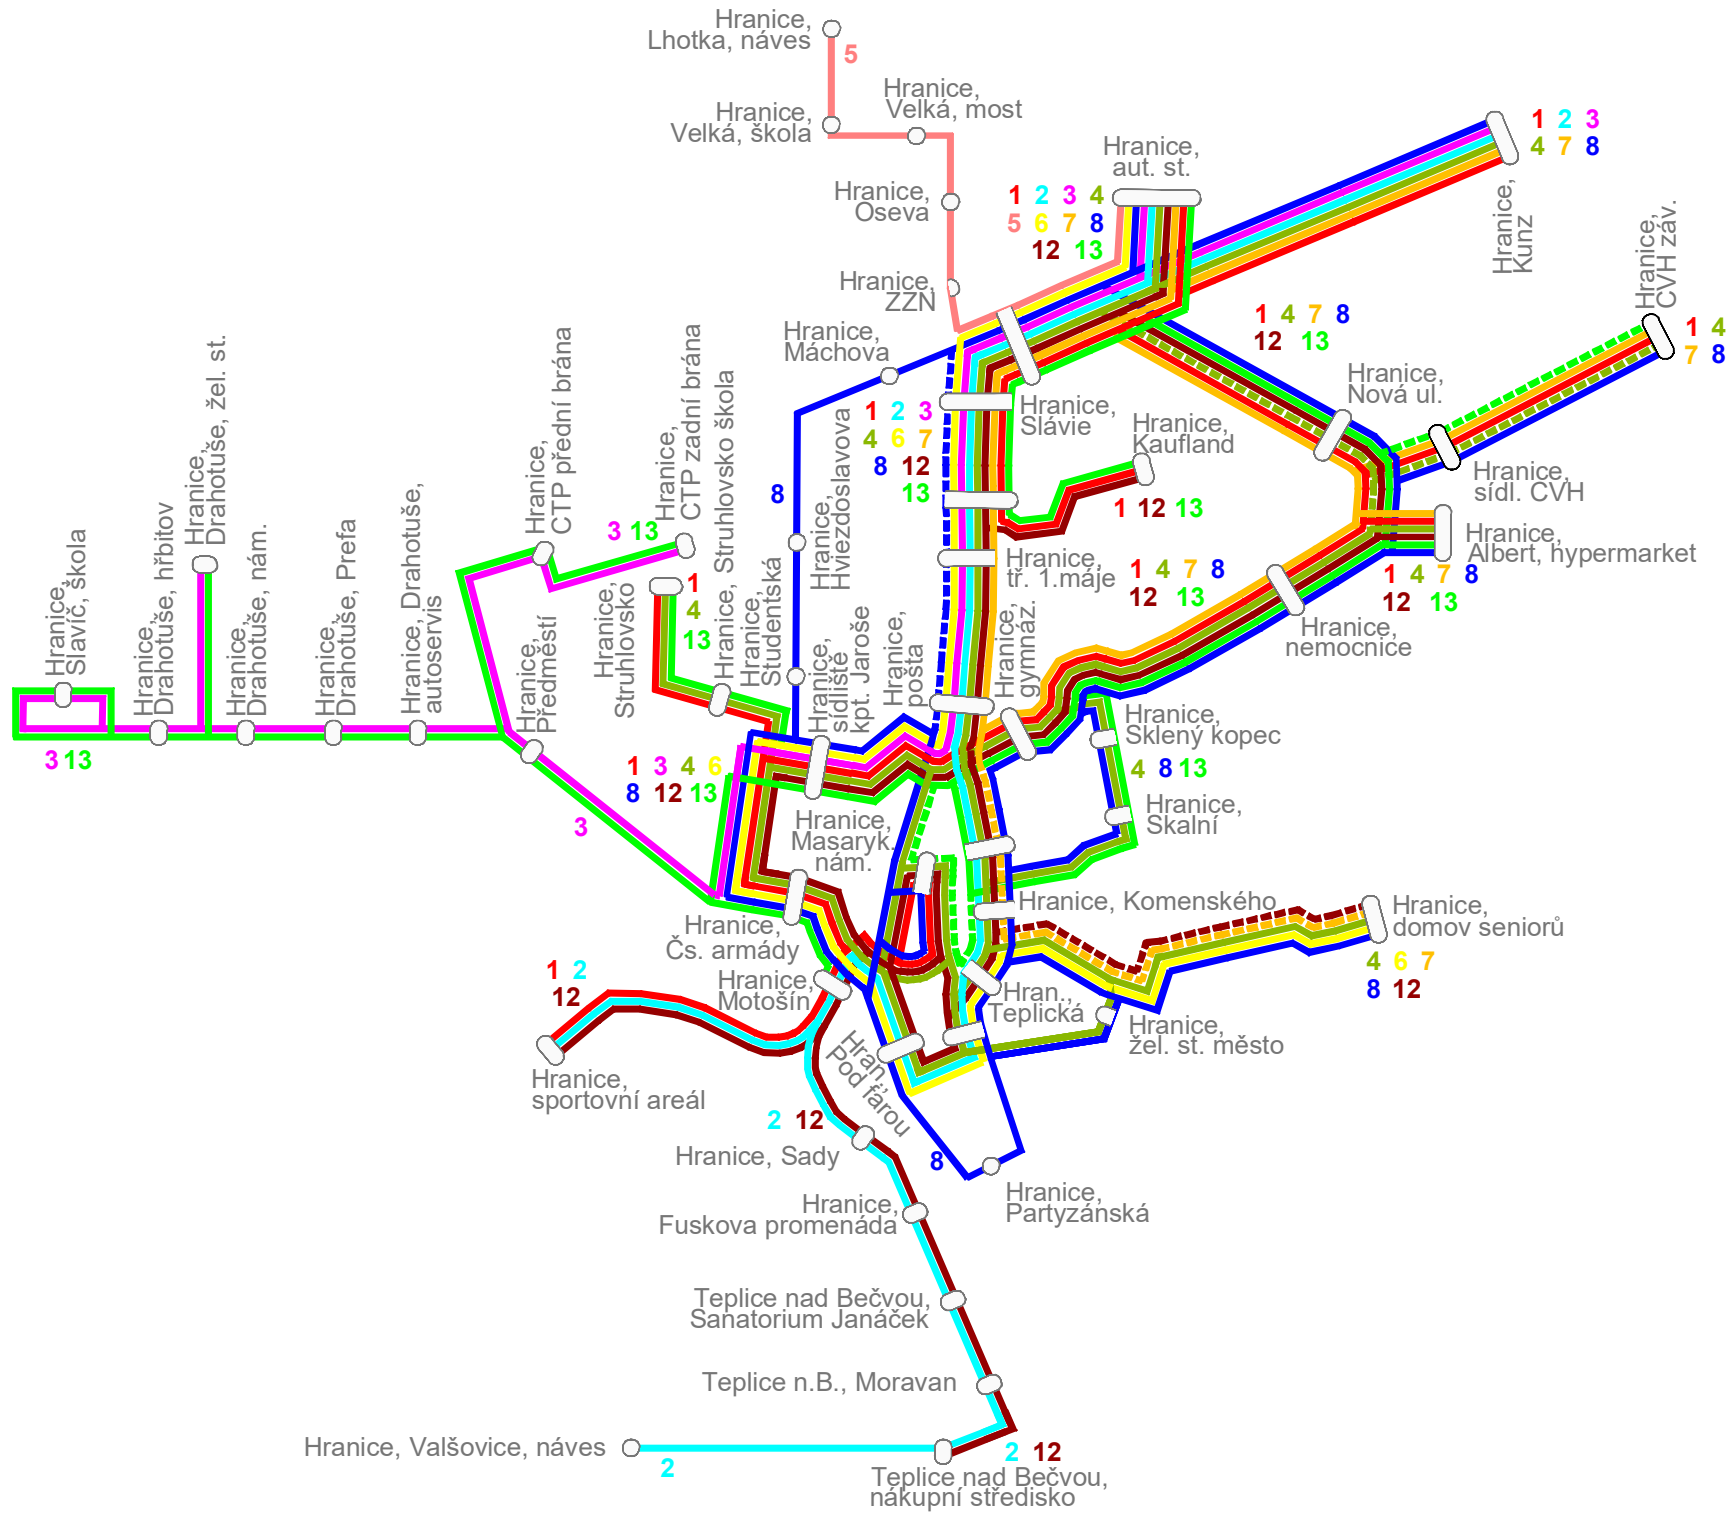 Hranice,
Lhotka, náves
5
Hranice,
Velká, škola
Hranice,
Velká, most
Hranice,
Oseva
Hranice,
ZZN
Hranice,
Máchova
Hranice,
aut. st.
1 2 3 4
5 6 7 8
12 13
1 2 3
4 7 8
Hranice,
Kunz
Hranice,
CVH záv.
1 4
7 8
1 4 7 8
12 13
Hranice,
Nová ul.
Hranice,
sídl. CVH
Hranice,
Albert, hypermarket
1 4 7 8
12 13
Hranice,
Slávie
1 2 3
4 6 7
8 12
13
Hranice,
Kaufland
1 12 13
Hranice,
tř. 1.máje
1 4 7 8
12 13
Hranice,
nemocnice
8
Hranice,
Hviezdoslavova
Hranice,
Studentská
Hranice,
sídliště
kpt. Jaroše
Hranice,
pošta
Hranice,
gymnáz.
Hranice,
Slavíč, škola
3 13
Hranice,
Drahotuše, hřbitov
Hranice,
Drahotuše, žel. st.
Hranice,
Drahotuše, nám.
Hranice,
Drahotuše, Prefa
Hranice, Drahotuše,
autoservis
Hranice,
CTP přední brána
3 13
Hranice,
CTP zadní brána
Hranice,
Předměstí
3
Hranice,
Struhlovsko
1
4
13
Hranice, Struhlovsko škola
1 3 4 6
8 12 13
Hranice,
Sklený kopec
4 8 13
Hranice,
Skalní
Hranice,
Masaryk.
nám.
Hranice, Komenského
Hranice,
domov seniorů
4 6 7
8 12
Hranice,
Čs. armády
Hranice,
Motošín
Hran.,
Teplická
Hranice,
žel. st. město
1 2
12
Hranice,
sportovní areál
Hran.,
Pod farou
2 12
Hranice, Sady
8
Hranice,
Partyzánská
Hranice,
Fuskova promenáda
Teplice nad Bečvou,
Sanatorium Janáček
Teplice n.B., Moravan
Hranice, Valšovice, náves
2
2 12
Teplice nad Bečvou,
nákupní středisko